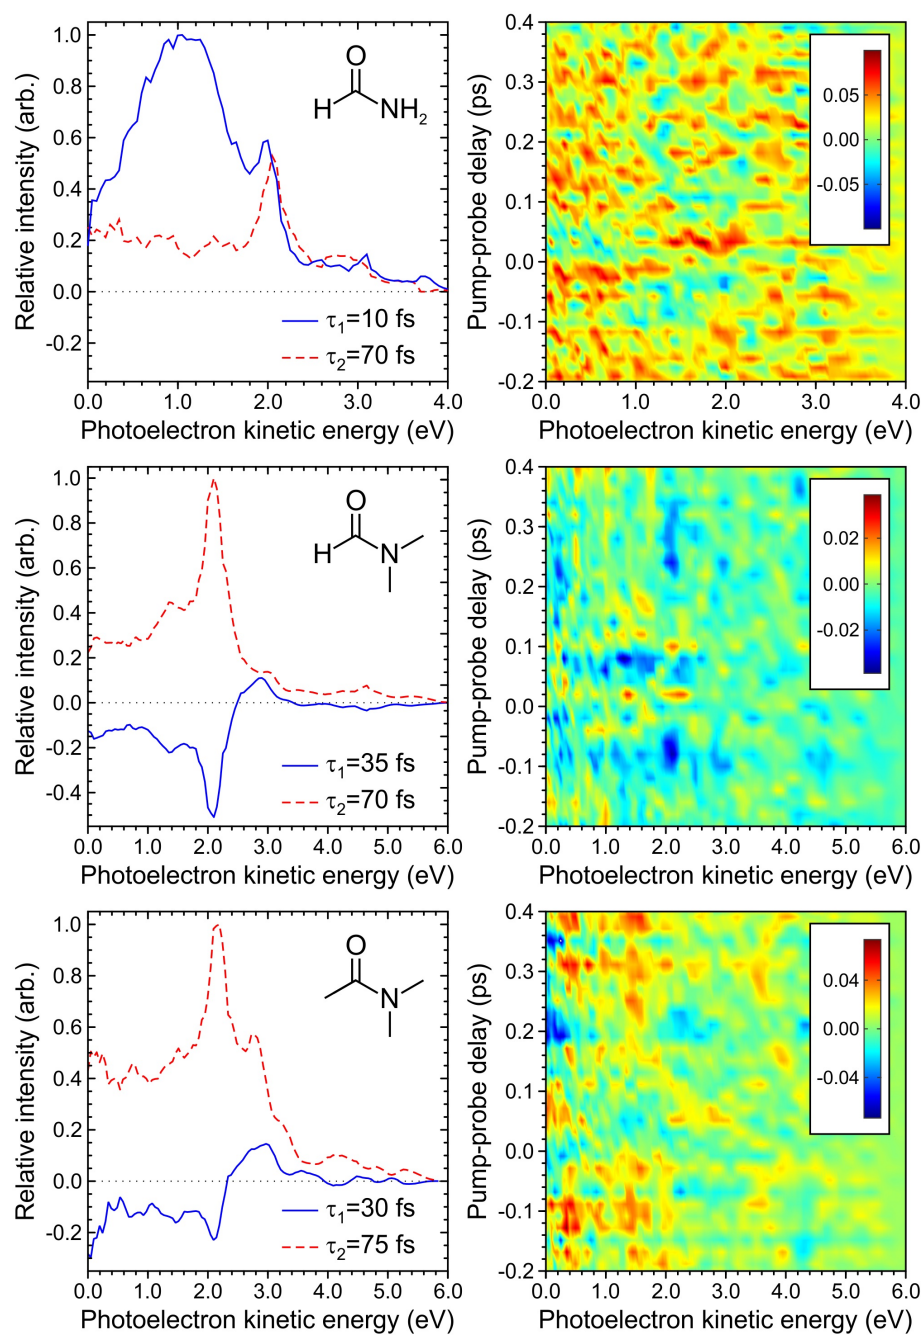 Relative intensity (arb.)
1.0
0.8
0.6
0.4
0.2
0.0
-0.2
O
H NH2
τ1=10 fs
τ2=70 fs
0.0 1.0 2.0 3.0 4.0
Photoelectron kinetic energy (eV)
Pump-probe delay (ps)
0.4
0.3
0.2
0.1
0.0
-0.1
-0.2
0.05
0.00
-0.05
0.0 1.0 2.0 3.0 4.0
Photoelectron kinetic energy (eV)
Relative intensity (arb.)
1.0
0.8
0.6
0.4
0.2
0.0
-0.2
-0.4
O
H N
τ1=35 fs
τ2=70 fs
0.0 1.0 2.0 3.0 4.0 5.0 6.0
Photoelectron kinetic energy (eV)
Pump-probe delay (ps)
0.4
0.3
0.2
0.1
0.0
-0.1
-0.2
0.02
0.00
-0.02
0.0 1.0 2.0 3.0 4.0 5.0 6.0
Photoelectron kinetic energy (eV)
Relative intensity (arb.)
1.0
0.8
0.6
0.4
0.2
0.0
-0.2
O
N
τ1=30 fs
τ2=75 fs
0.0 1.0 2.0 3.0 4.0 5.0 6.0
Photoelectron kinetic energy (eV)
Pump-probe delay (ps)
0.4
0.3
0.2
0.1
0.0
-0.1
-0.2
0.04
0.00
-0.04
0.0 1.0 2.0 3.0 4.0 5.0 6.0
Photoelectron kinetic energy (eV)